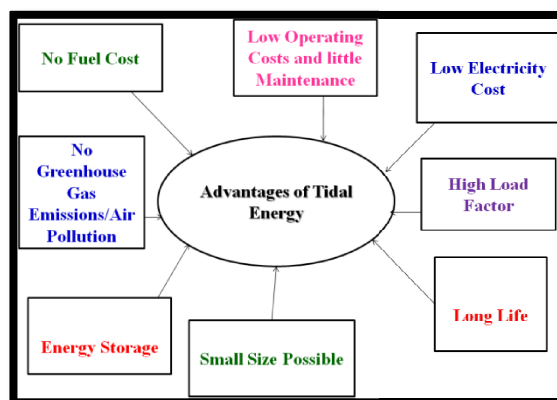 No Fuel Cost
Low Operating
Costs and little
Maintenance
Low Electricity
Cost
No
Greenhouse
Gas
Emissions/Air
Pollution
Advantages of Tidal
Energy
High Load
Factor
Energy Storage
Small Size Possible
Long Life